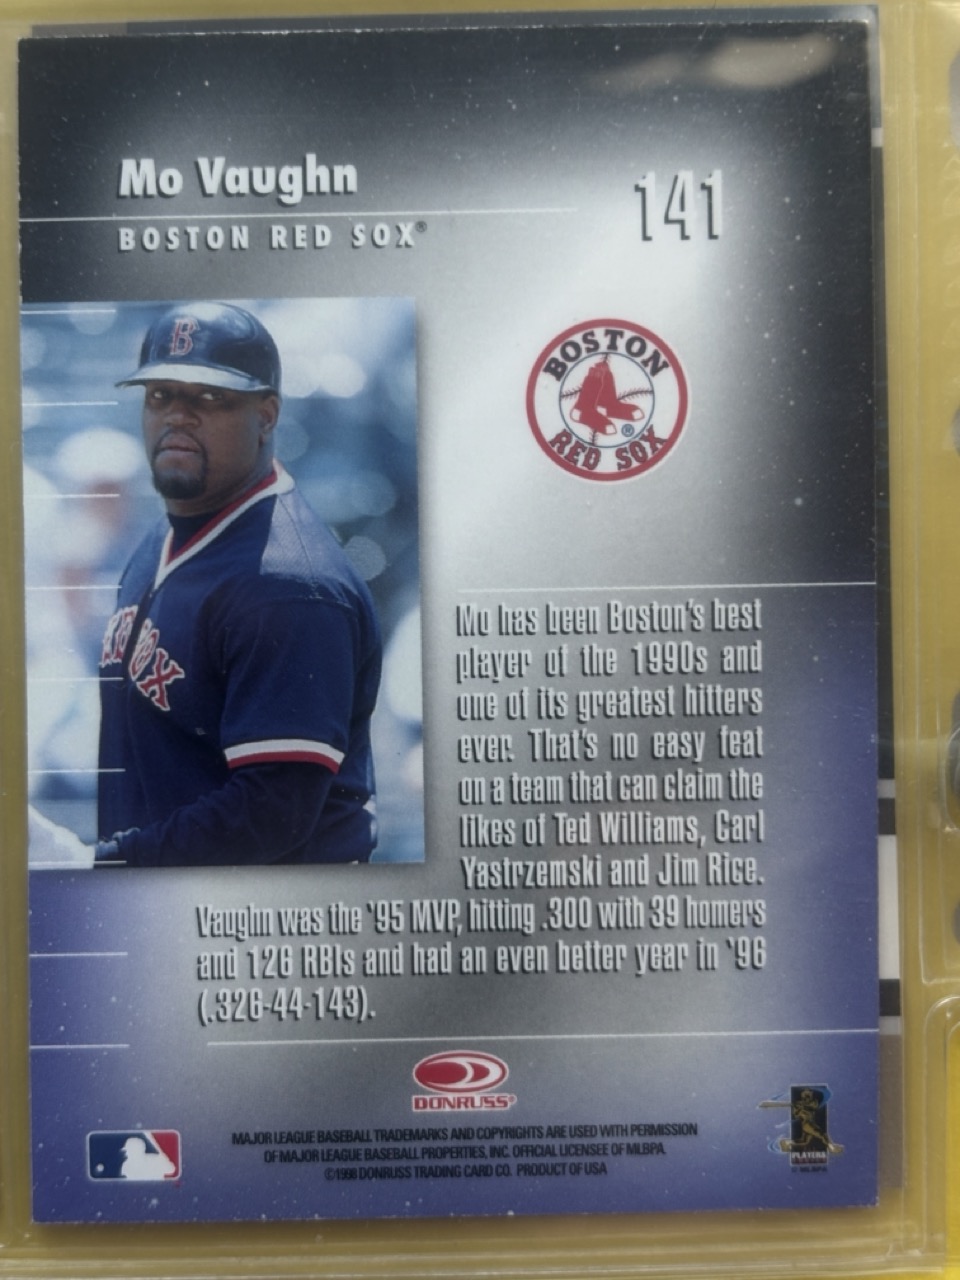 Mo Vaughn
141
BOSTON RED SOX®
B
BOSTON
RED SOX
®
Mo has been Boston's best
player of the 1990s and
one of its greatest hitters
ever. That's no easy feat
on a team that can claim the
likes of Ted Williams, Carl
Yastrzemski and Jim Rice.
Vaughn was the '95 MVP, hitting .300 with 39 homers
and 126 RBIs and had an even better year in '96
(.326-44-143).
DONRUSS®
MAJOR LEAGUE BASEBALL TRADEMARKS AND COPYRIGHTS ARE USED WITH PERMISSION
OF MAJOR LEAGUE BASEBALL PROPERTIES, INC. OFFICIAL LICENSEE OF MLBPA.
©1998 DONRUSS TRADING CARD CO. PRODUCT OF USA
PLAYERS
© MLBPA